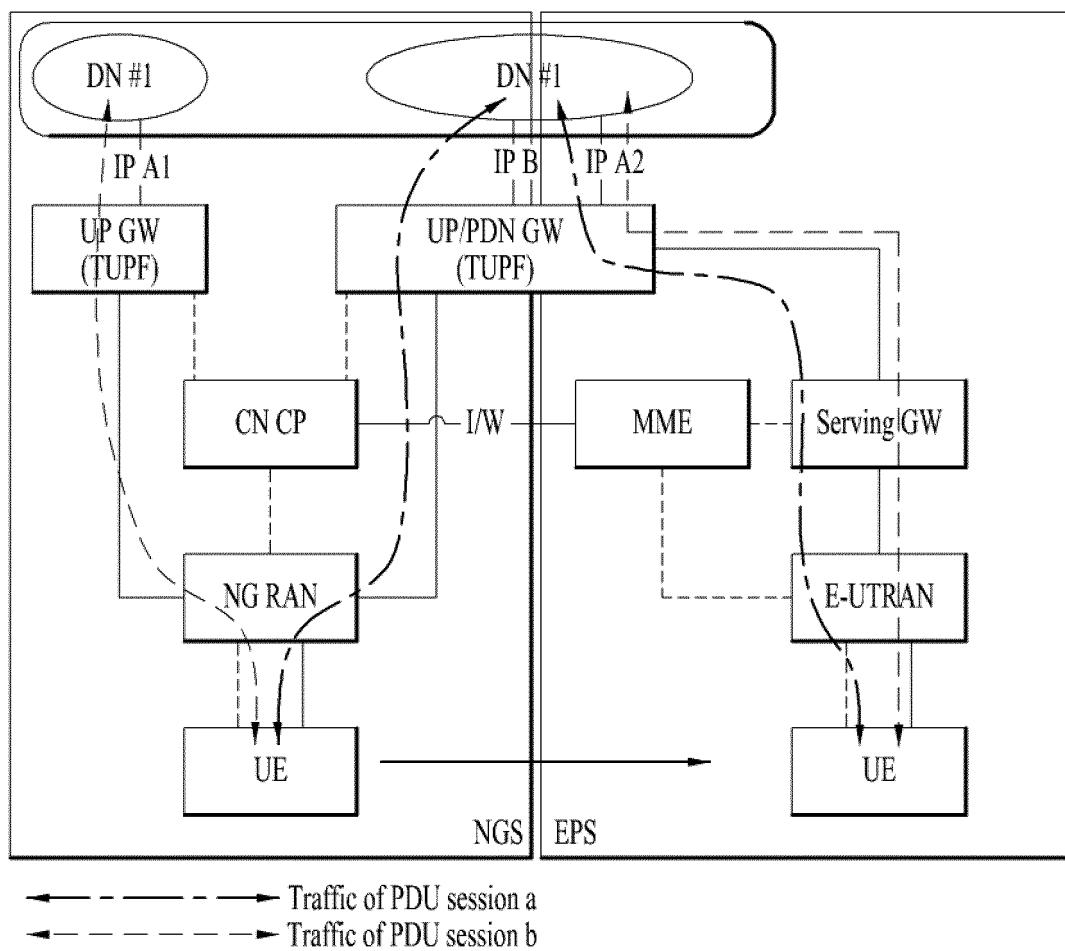 DN #1
DN #1
IP A1
IP B
IP A2
UP GW
(TUPF)
UP/PDN GW
(TUPF)
CN CP
I/W
MME
Serving GW
NG RAN
E-UTRAN
UE
UE
NGS
EPS
Traffic of PDU session a
Traffic of PDU session b